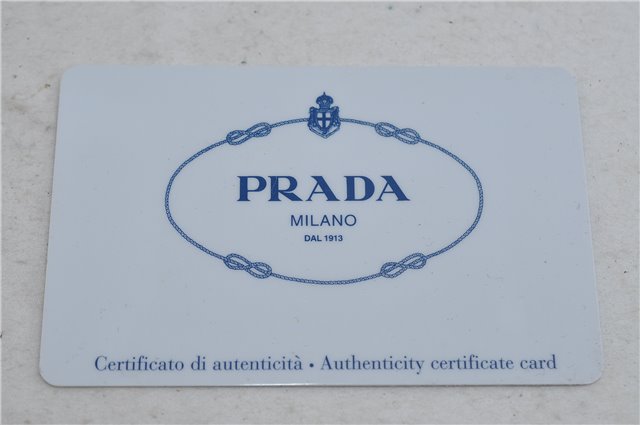 PRADA
MILANO
DAL 1913
Certificato di autenticità • Authenticity certificate card